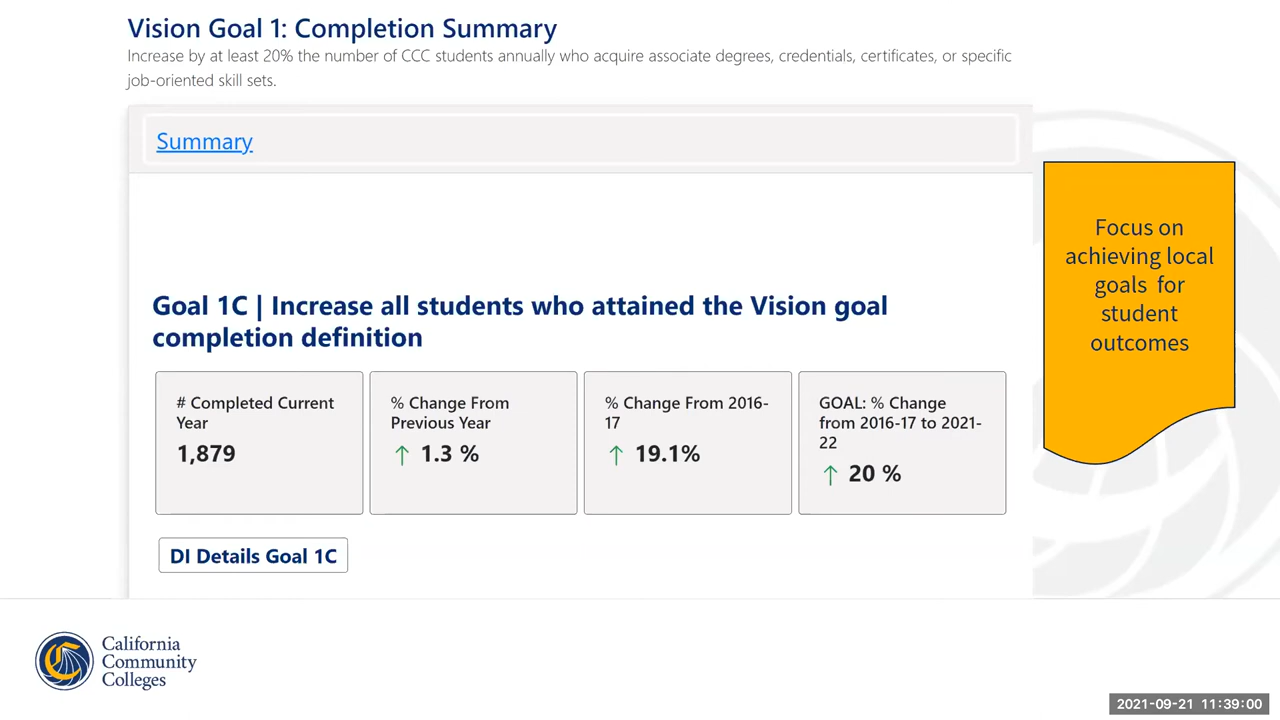 Vision Goal 1: Completion Summary
Increase by at least 20% the number of CCC students annually who acquire associate degrees, credentials, certificates, or specific
job-oriented skill sets.
Summary
Goal 1C | Increase all students who attained the Vision goal
completion definition
# Completed Current
Year
1,879
% Change From
Previous Year
↑ 1.3 %
% Change From 2016-
17
↑ 19.1%
GOAL: % Change
from 2016-17 to 2021-
22
↑ 20 %
DI Details Goal 1C
Focus on
achieving local
goals for
student
outcomes
California
Community
Colleges
2021-09-21 11:39:00